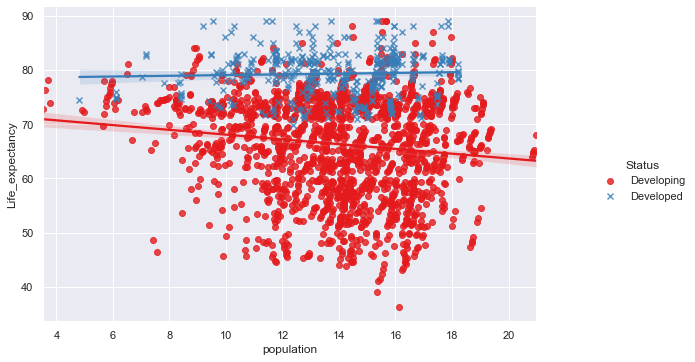 90
80
70
60
50
40
Life_expectancy
4 6 8 10 12 14 16 18 20
population
Status
Developing
Developed